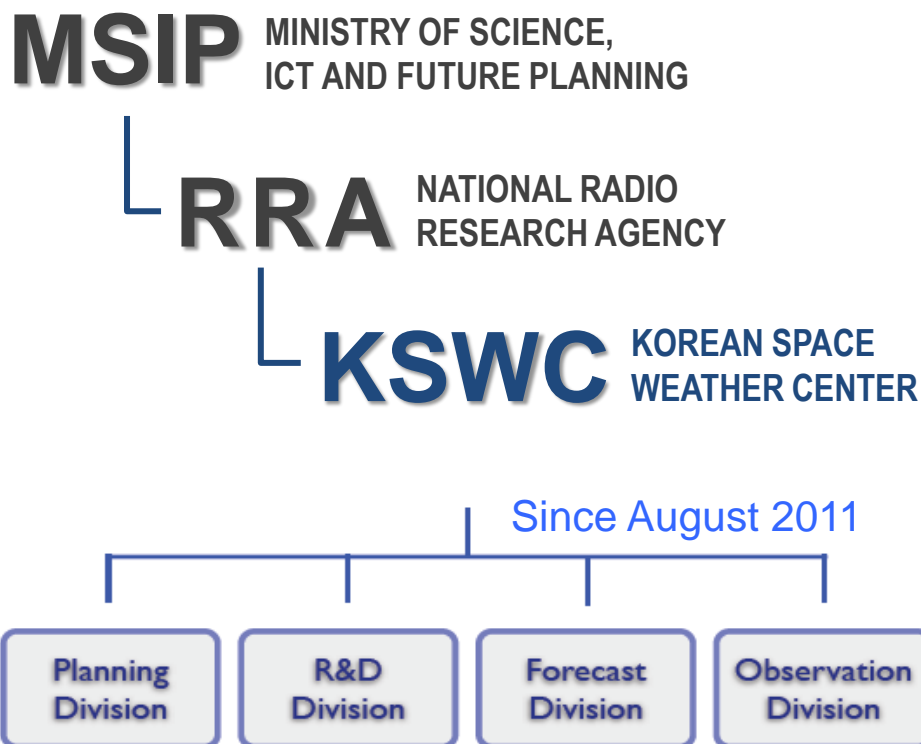 MSIP MINISTRY OF SCIENCE,
ICT AND FUTURE PLANNING
RRA NATIONAL RADIO
RESEARCH AGENCY
KSWC KOREAN SPACE
WEATHER CENTER
Since August 2011
Planning
Division
R&D
Division
Forecast
Division
Observation
Division